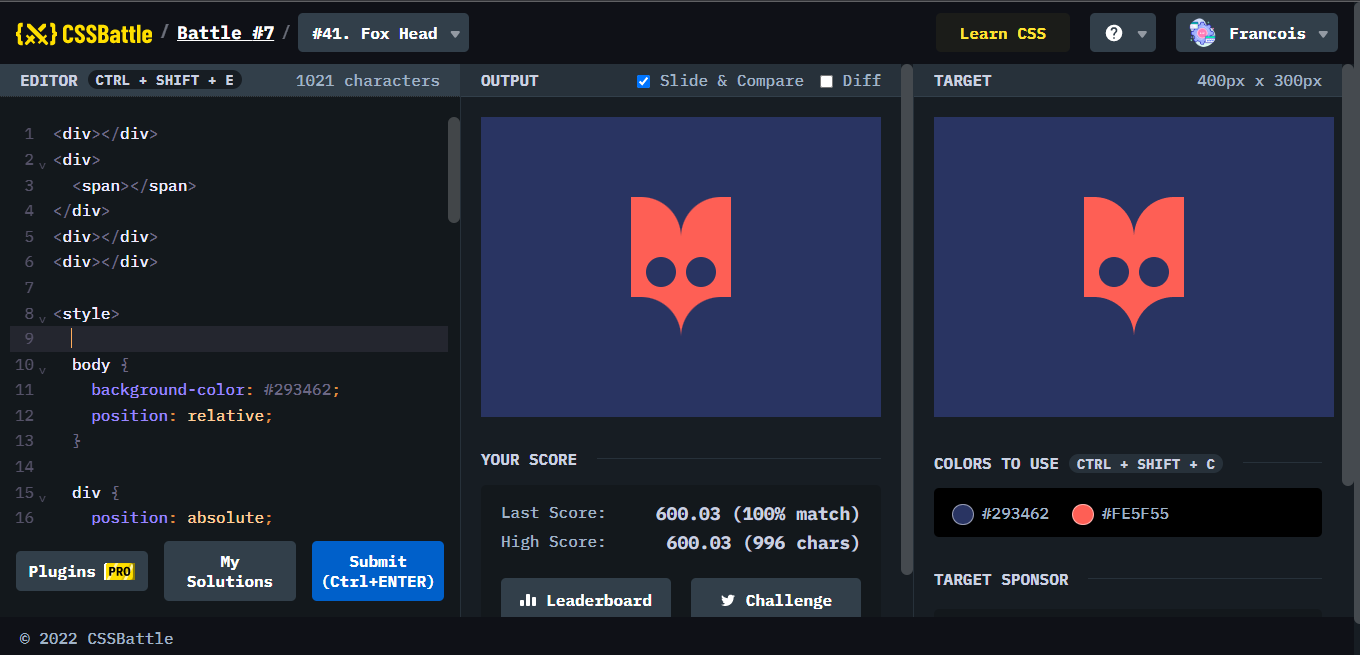 {X} CSSBattle / Battle #7 / #41. Fox Head
Learn CSS
? Francois
EDITOR CTRL + SHIFT + E 1021 characters
1 <div></div>
2 <div>
3 <span></span>
4 </div>
5 <div></div>
6 <div></div>
7
8 <style>
9
10 body {
11 background-color: #293462;
12 position: relative;
13 }
14
15 div {
16 position: absolute;
Plugins PRO
My
Solutions
Submit
(Ctrl+ENTER)
OUTPUT Slide & Compare Diff
YOUR SCORE
Last Score: 600.03 (100% match)
High Score: 600.03 (996 chars)
Leaderboard Challenge
TARGET 400px x 300px
COLORS TO USE CTRL + SHIFT + C
#293462 #FE5F55
TARGET SPONSOR
© 2022 CSSBattle